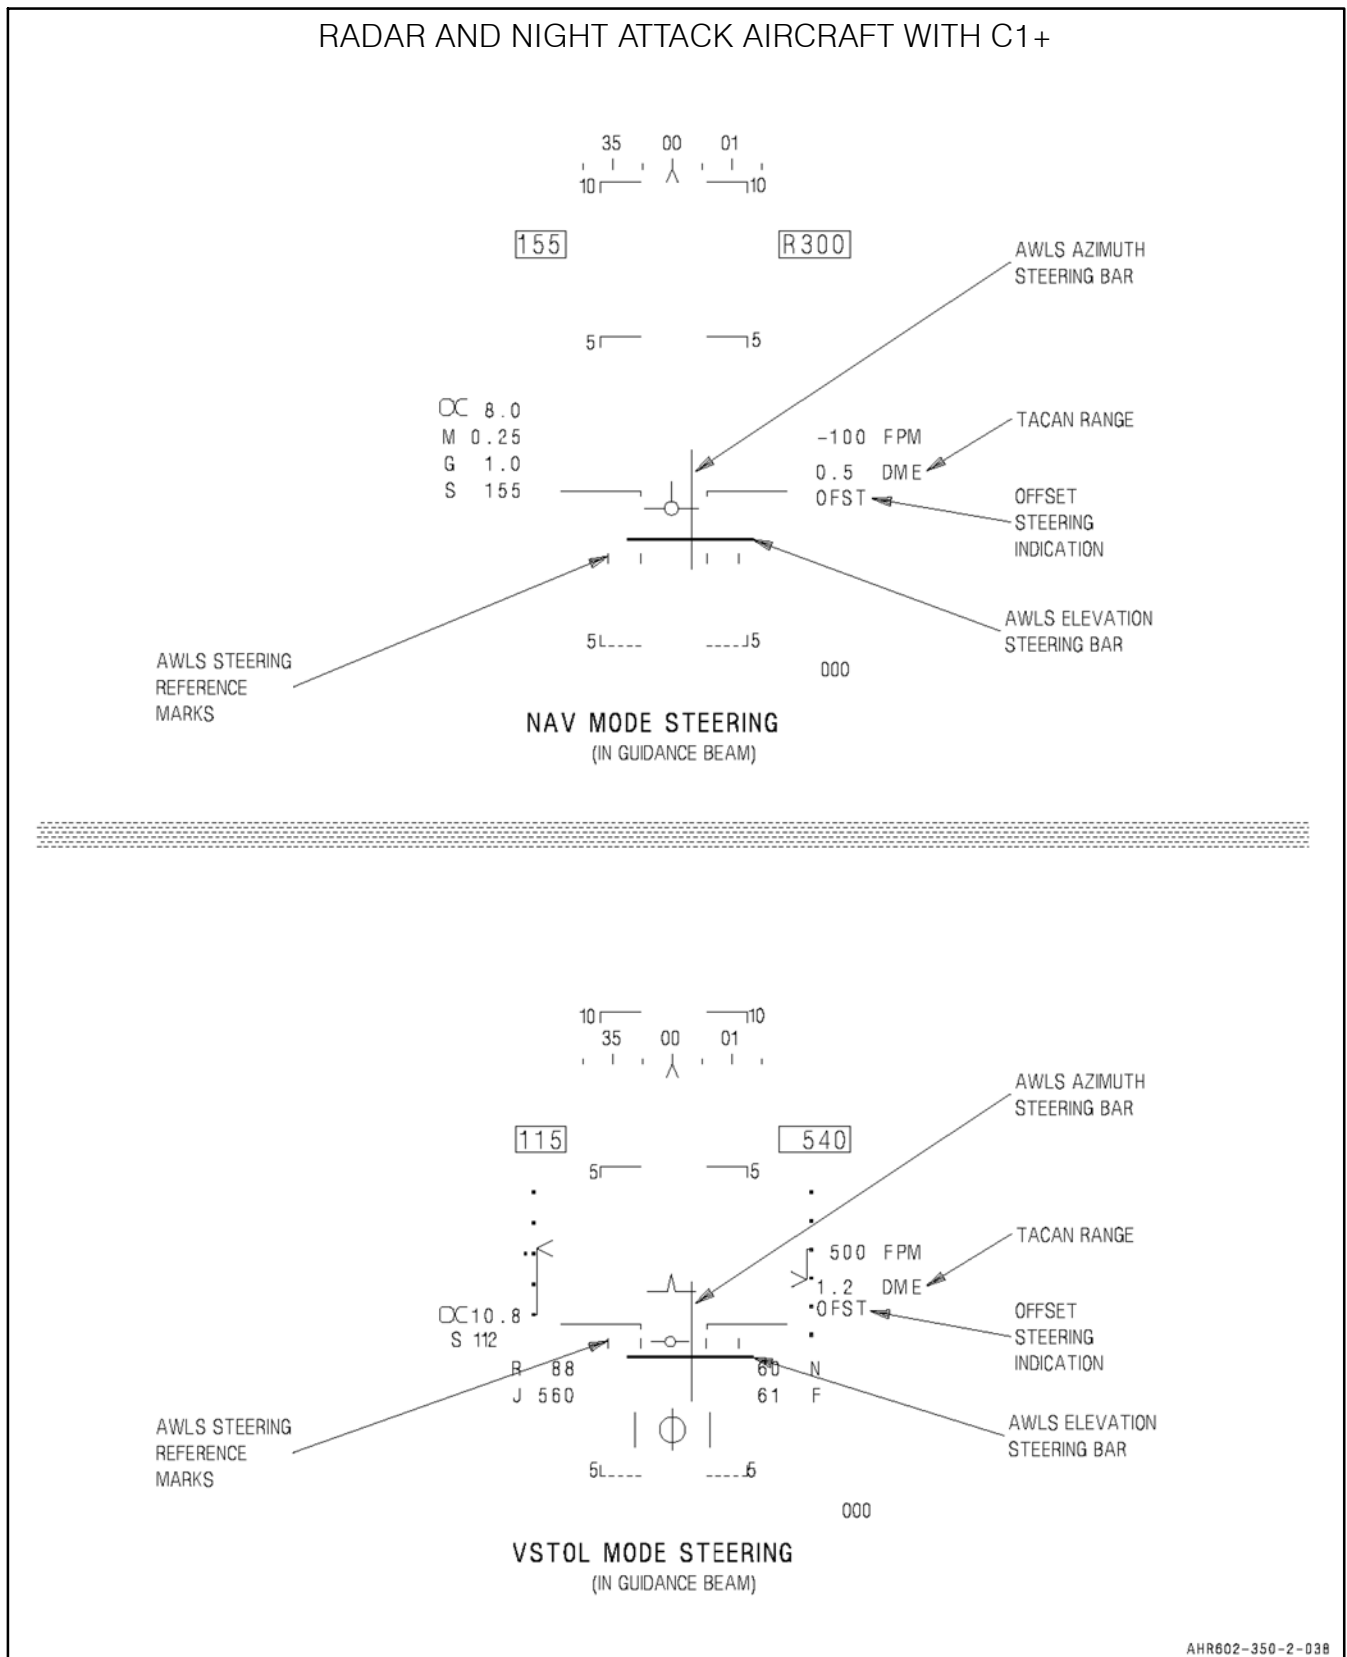 RADAR AND NIGHT ATTACK AIRCRAFT WITH C1+
35 00 01
10 10
155 R300
AWLS AZIMUTH
STEERING BAR
5 5
α 8.0
M 0.25
G 1.0
S 155
-100 FPM
0.5 DME
OFST
TACAN RANGE
OFFSET
STEERING
INDICATION
AWLS ELEVATION
STEERING BAR
5 5
000
AWLS STEERING
REFERENCE
MARKS
NAV MODE STEERING
(IN GUIDANCE BEAM)
10 10
35 00 01
AWLS AZIMUTH
STEERING BAR
115 540
5 5
500 FPM
1.2 DME
OFST
TACAN RANGE
OFFSET
STEERING
INDICATION
α 10.8
S 112
R 88 60 N
J 560 61 F
AWLS STEERING
REFERENCE
MARKS
AWLS ELEVATION
STEERING BAR
5 5
000
VSTOL MODE STEERING
(IN GUIDANCE BEAM)
AHR602-350-2-038